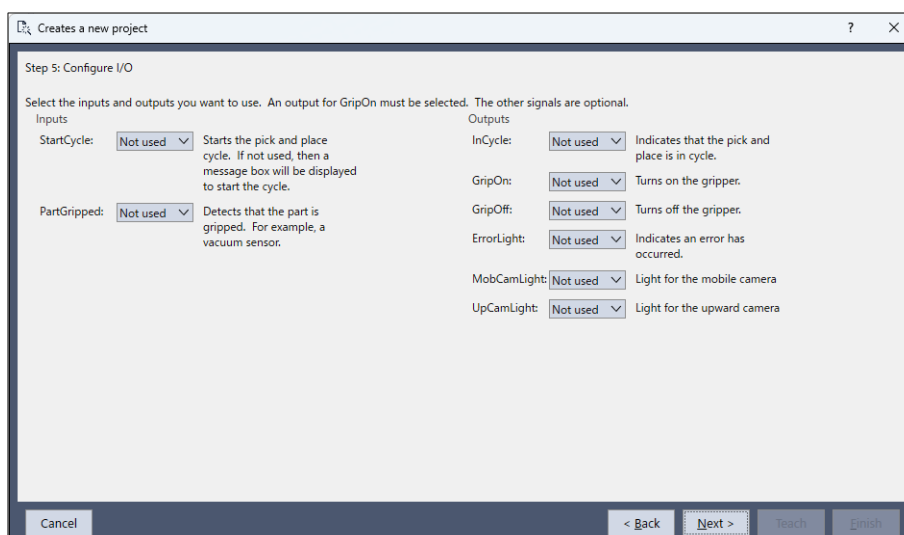 Creates a new project
?
Step 5: Configure I/O
Select the inputs and outputs you want to use. An output for GripOn must be selected. The other signals are optional.
Inputs
StartCycle: Not used Starts the pick and place
cycle. If not used, then a
message box will be displayed
to start the cycle.
PartGripped: Not used Detects that the part is
gripped. For example, a
vacuum sensor.
Outputs
InCycle: Not used Indicates that the pick and
place is in cycle.
GripOn: Not used Turns on the gripper.
GripOff: Not used Turns off the gripper.
ErrorLight: Not used Indicates an error has
occurred.
MobCamLight: Not used Light for the mobile camera
UpCamLight: Not used Light for the upward camera
Cancel
< Back
Next >
Teach
Finish